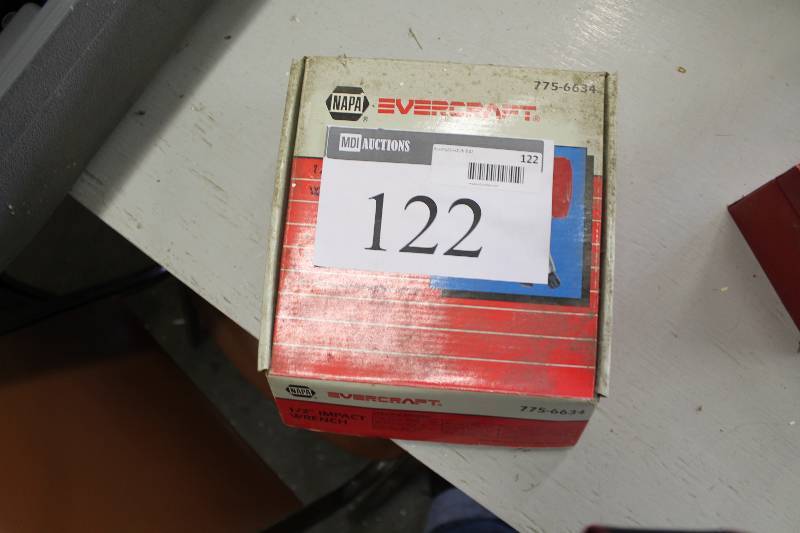 775-6634
NAPA EVERCRAFT
MDI AUCTIONS
122
122
NAPA EVERCRAFT 775-6634
1/2" IMPACT
WRENCH